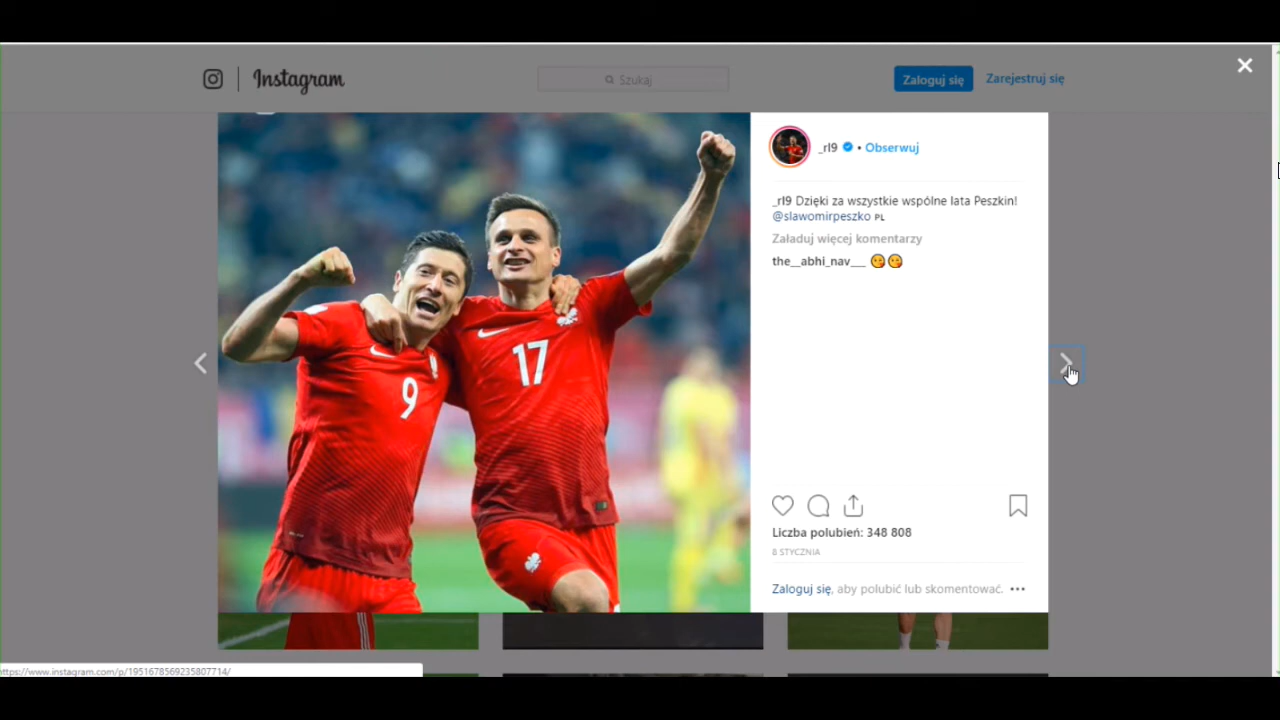 Instagram
Szukaj
Zaloguj się
Zarejestruj się
_rl9 • Obserwuj
_rl9 Dzięki za wszystkie wspólne lata Peszkin!
@slawomirpeszko PL
Załaduj więcej komentarzy
the__abhi_nav___ 😘😘
9
17
Liczba polubień: 348 808
8 STYCZNIA
Zaloguj się, aby polubić lub skomentować.
https://www.instagram.com/p/1951678569235807714/